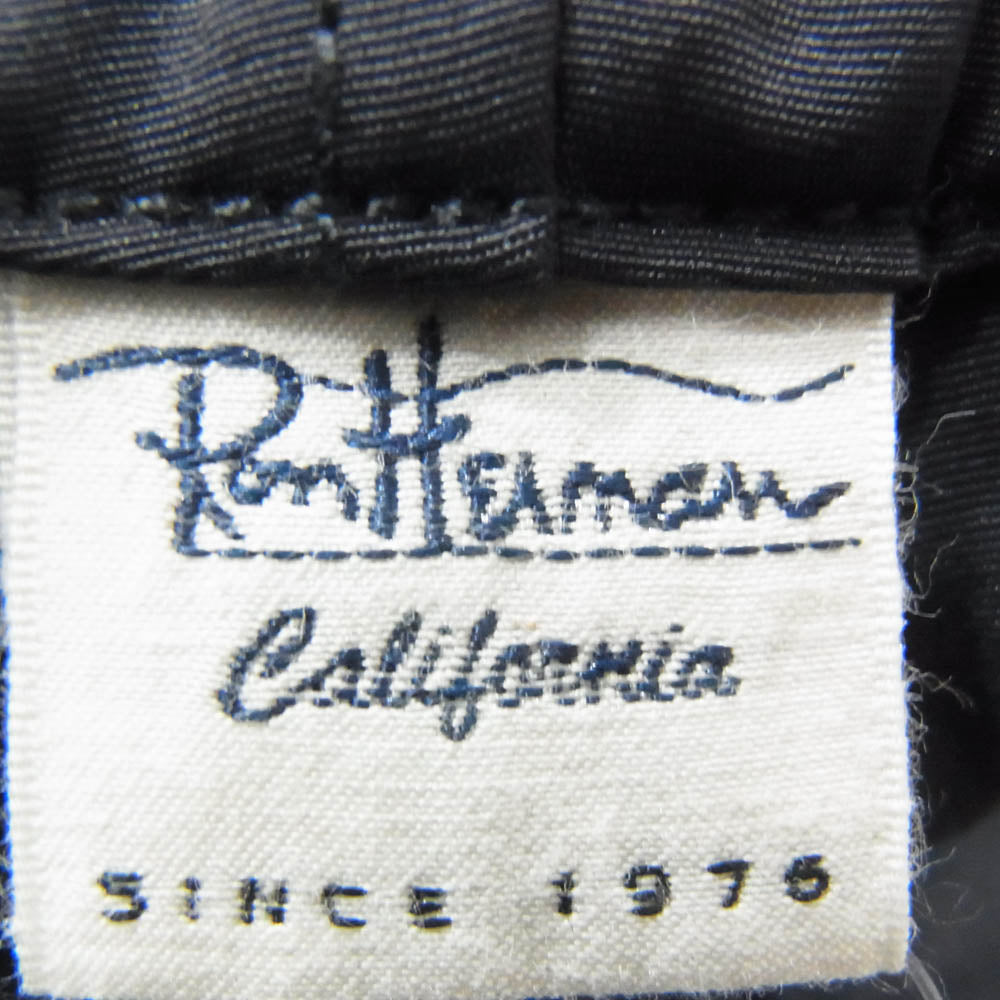 Ron Herman
California
SINCE 1976